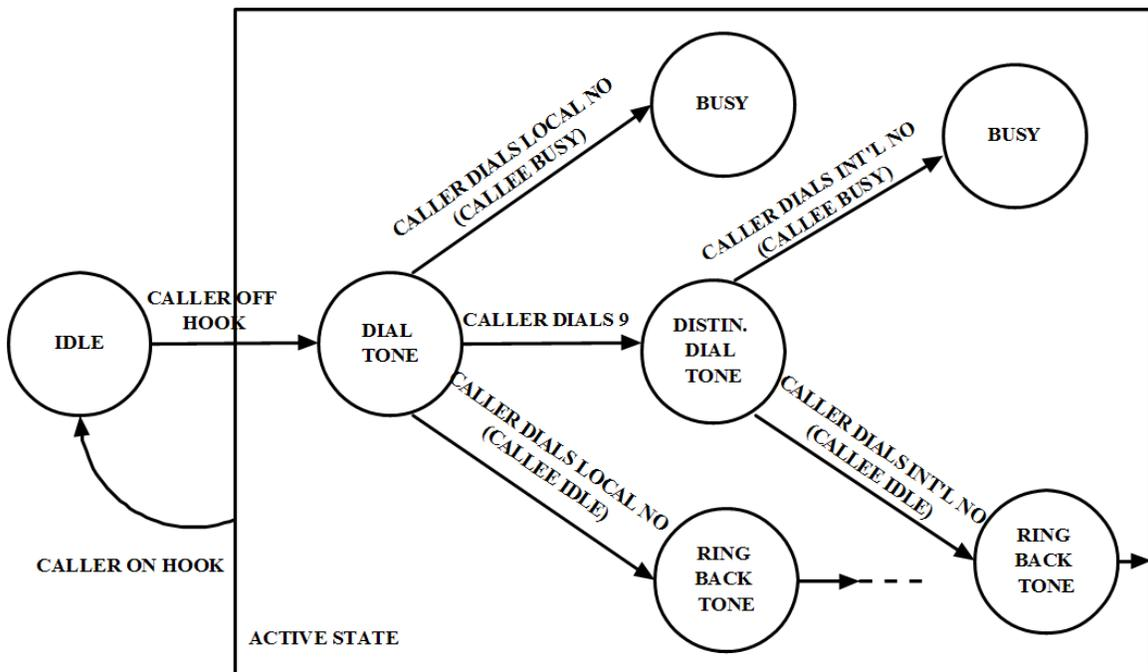 BUSY
BUSY
CALLER DIALS LOCAL NO
(CALLEE BUSY)
CALLER DIALS INT'L NO
(CALLEE BUSY)
IDLE
CALLER OFF
HOOK
DIAL
TONE
CALLER DIALS 9
DISTIN.
DIAL
TONE
CALLER DIALS LOCAL NO
(CALLEE IDLE)
CALLER DIALS INT'L NO
(CALLEE IDLE)
CALLER ON HOOK
RING
BACK
TONE
RING
BACK
TONE
ACTIVE STATE